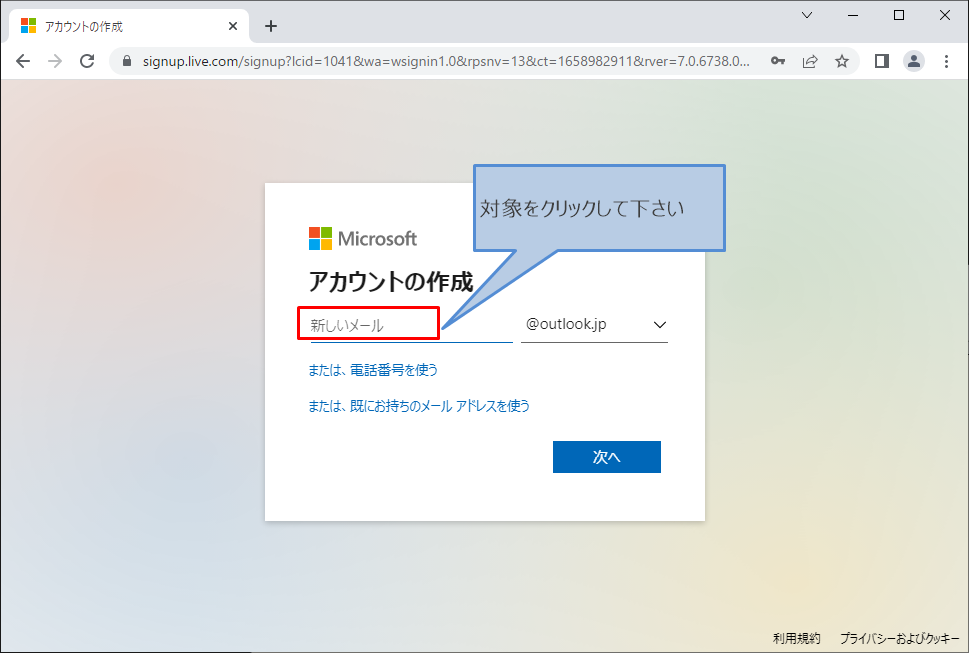 アカウントの作成
signup.live.com/signup?lcid=1041&wa=wsignin1.0&rpsnv=13&ct=1658982911&rver=7.0.6738.0...
対象をクリックして下さい
Microsoft
アカウントの作成
新しいメール @outlook.jp
または、電話番号を使う
または、既にお持ちのメール アドレスを使う
次へ
利用規約 プライバシーおよびクッキー